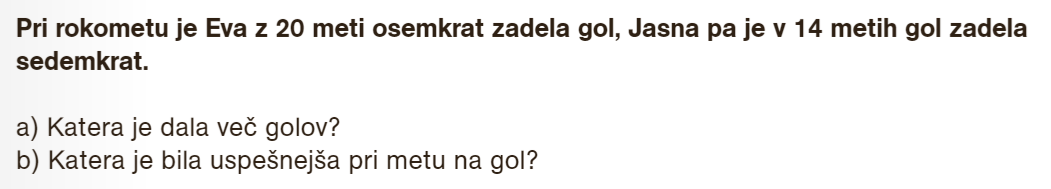 Pri rokometu je Eva z 20 meti osemkrat zadela gol, Jasna pa je v 14 metih gol zadela
sedemkrat.
a) Katera je dala več golov?
b) Katera je bila uspešnejša pri metu na gol?